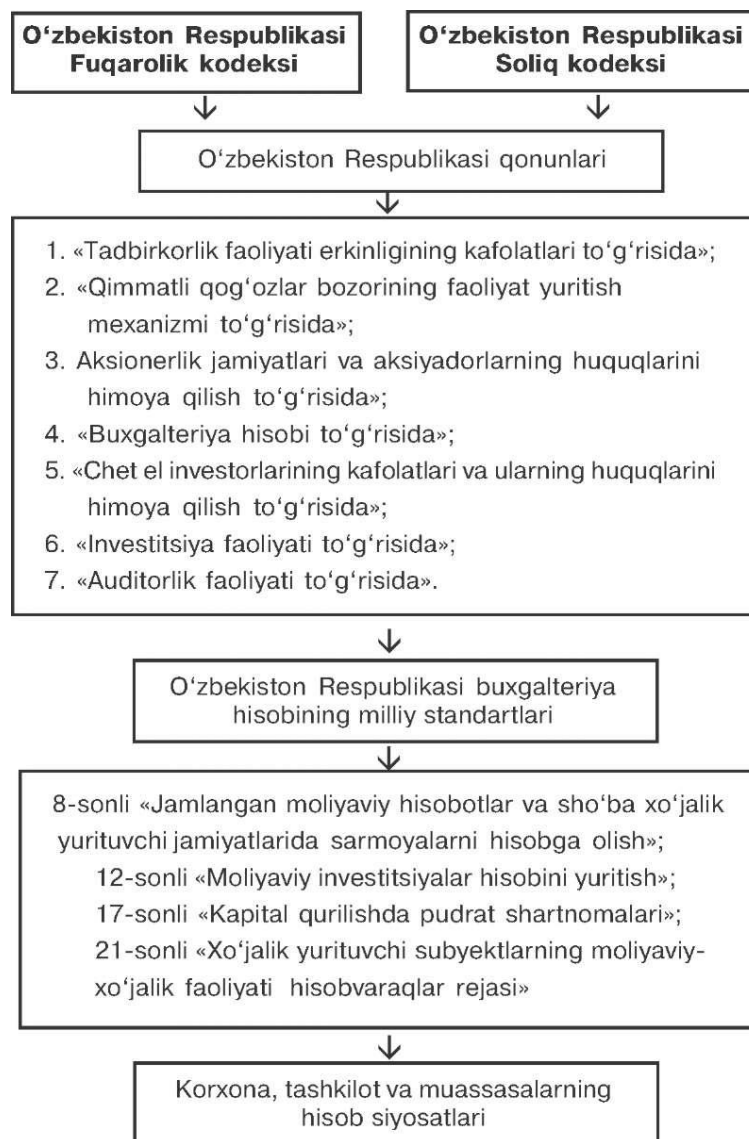 O‘zbekiston Respublikasi
Fuqarolik kodeksi
O‘zbekiston Respublikasi
Soliq kodeksi
O‘zbekiston Respublikasi qonunlari
1. «Tadbirkorlik faoliyati erkinligining kafolatlari to‘g‘risida»;
2. «Qimmatli qog‘ozlar bozorining faoliyat yuritish
mexanizmi to‘g‘risida»;
3. Aksionerlik jamiyatlari va aksiyadorlarning huquqlarini
himoya qilish to‘g‘risida»;
4. «Buxgalteriya hisobi to‘g‘risida»;
5. «Chet el investorlarining kafolatlari va ularning huquqlarini
himoya qilish to‘g‘risida»;
6. «Investitsiya faoliyati to‘g‘risida»;
7. «Auditorlik faoliyati to‘g‘risida».
O‘zbekiston Respublikasi buxgalteriya
hisobining milliy standartlari
8-sonli «Jamlangan moliyaviy hisobotlar va sho‘ba xo‘jalik
yurituvchi jamiyatlarida sarmoyalarni hisobga olish»;
12-sonli «Moliyaviy investitsiyalar hisobini yuritish»;
17-sonli «Kapital qurilishda pudrat shartnomalari»;
21-sonli «Xo‘jalik yurituvchi subyektlarning moliyaviy-
xo‘jalik faoliyati hisobvaraqlar rejasi»
Korxona, tashkilot va muassasalarning
hisob siyosatlari